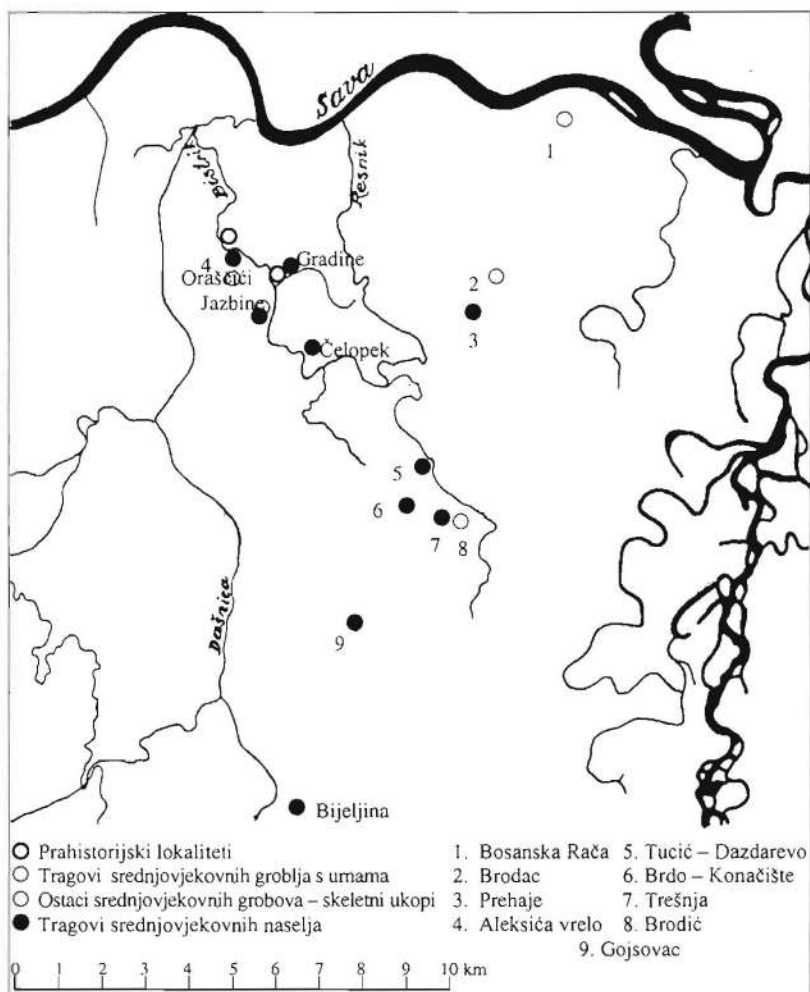 Sava
Bistrik
Resnik
1
4
Gradine
Oraščići
Jazbine
2
3
Čelopek
5
6
7
8
Dašnica
9
Bijeljina
Prahistorijski lokaliteti
Tragovi srednjovjekovnih groblja s urnama
Ostaci srednjovjekovnih grobova – skeletni ukopi
Tragovi srednjovjekovnih naselja
1. Bosanska Rača
2. Brodac
3. Prehaje
4. Aleksića vrelo
5. Tucić – Dazdarevo
6. Brdo – Konačište
7. Trešnja
8. Brodić
9. Gojsovac
0 1 2 3 4 5 6 7 8 9 10 km